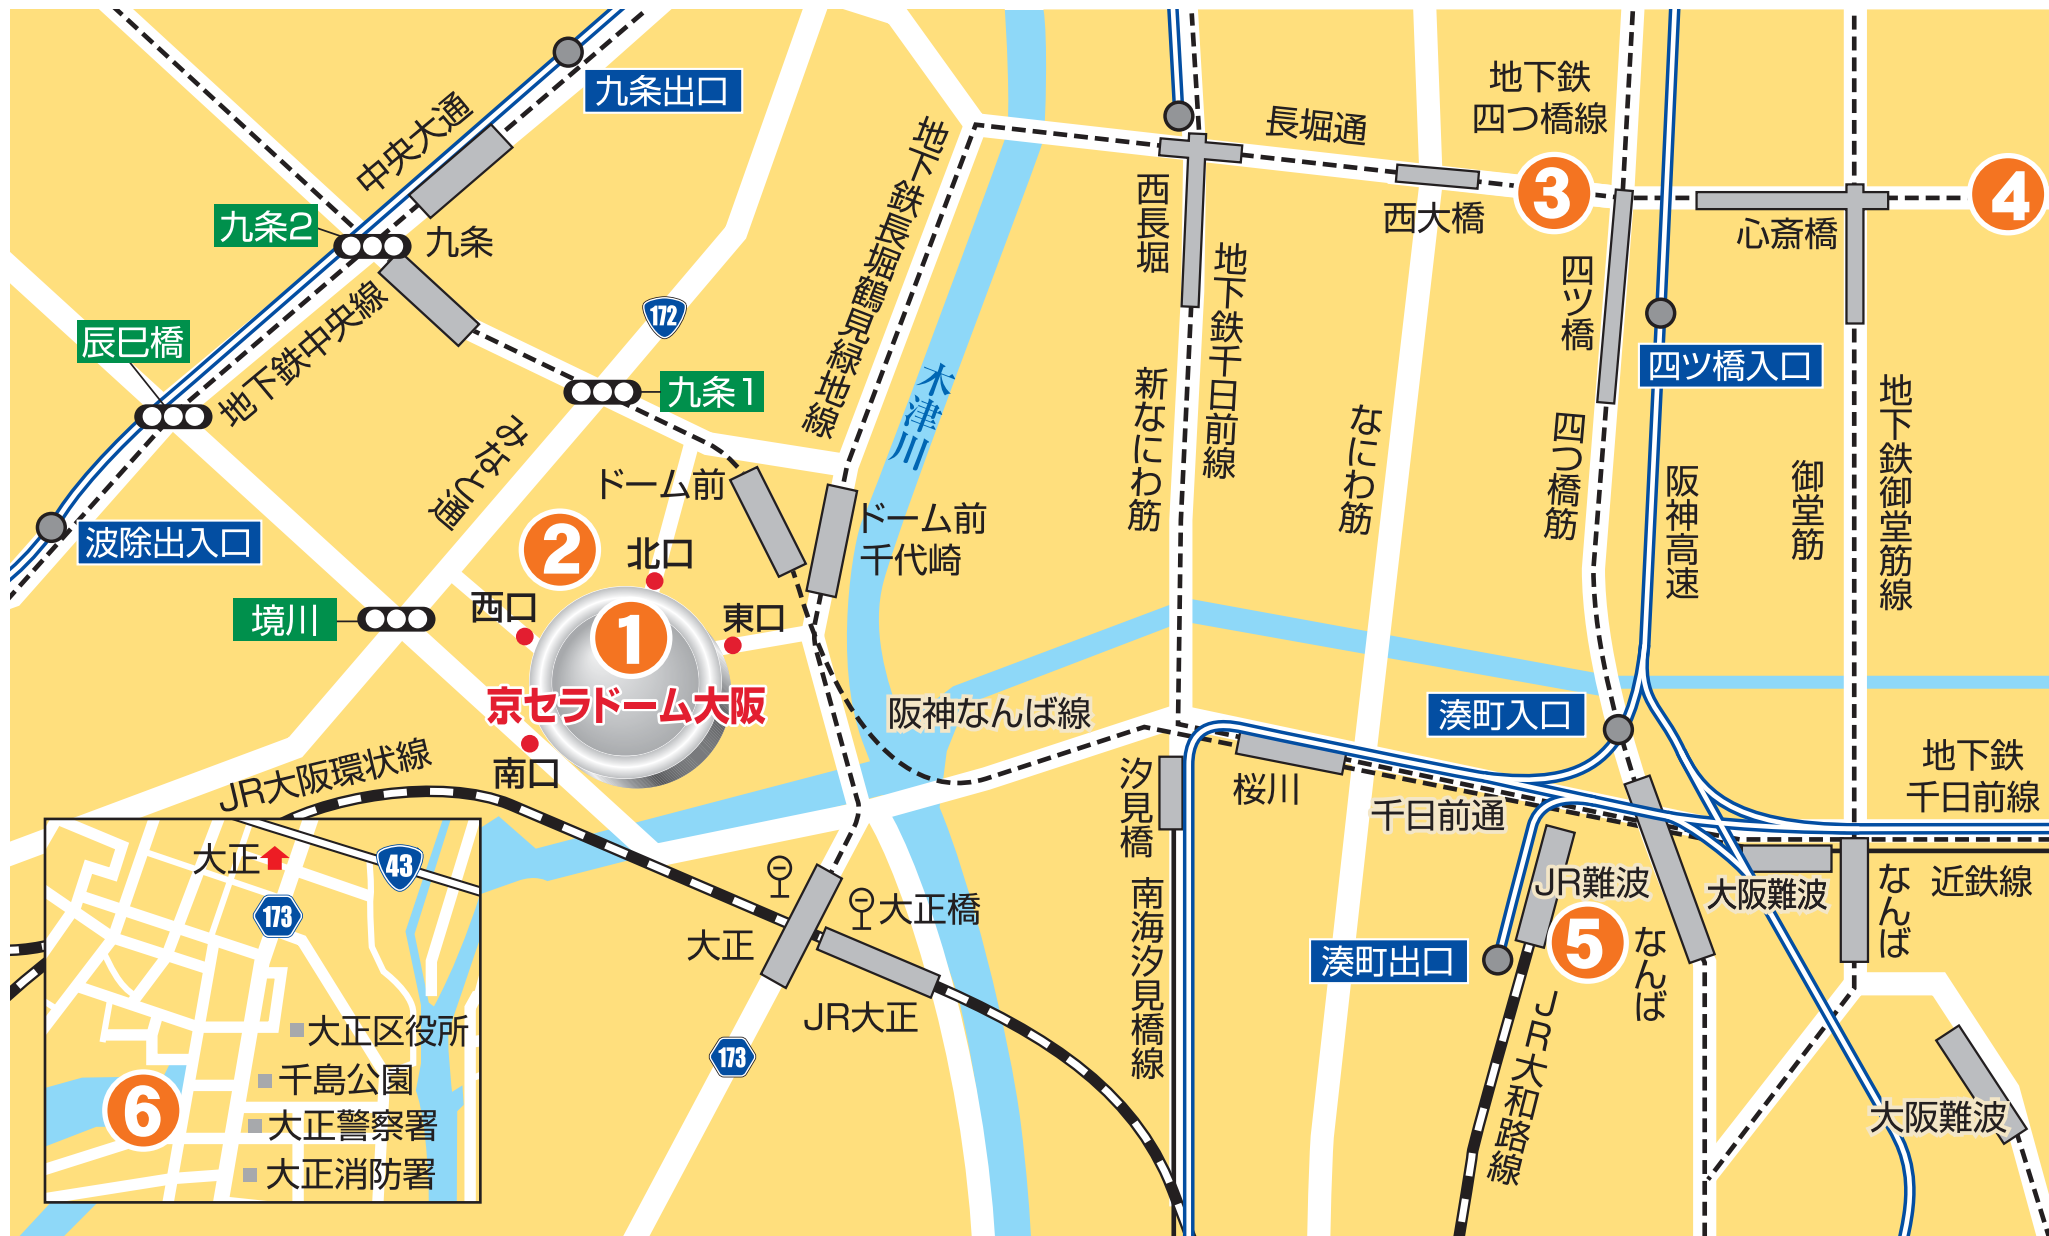 九条出口
中央大通
九条2
九条
地下鉄中央線
辰巳橋
波除出入口
境川
みなと通
172
九条1
地下鉄長堀鶴見緑地線
木津川
ドーム前
ドーム前
千代崎
2
北口
西口
東口
1
京セラドーム大阪
南口
JR大阪環状線
阪神なんば線
長堀通
地下鉄
四つ橋線
3
4
西長堀
西大橋
心斎橋
四ツ橋
地下鉄千日前線
新なにわ筋
なにわ筋
四つ橋筋
四ツ橋入口
阪神高速
御堂筋
地下鉄御堂筋線
湊町入口
地下鉄
千日前線
汐見橋
桜川
千日前通
JR難波
大阪難波
なんば
近鉄線
5
なんば
湊町出口
南海汐見橋線
JR大和路線
大阪難波
大正橋
大正
JR大正
173
大正
43
173
大正区役所
千島公園
6
大正警察署
大正消防署